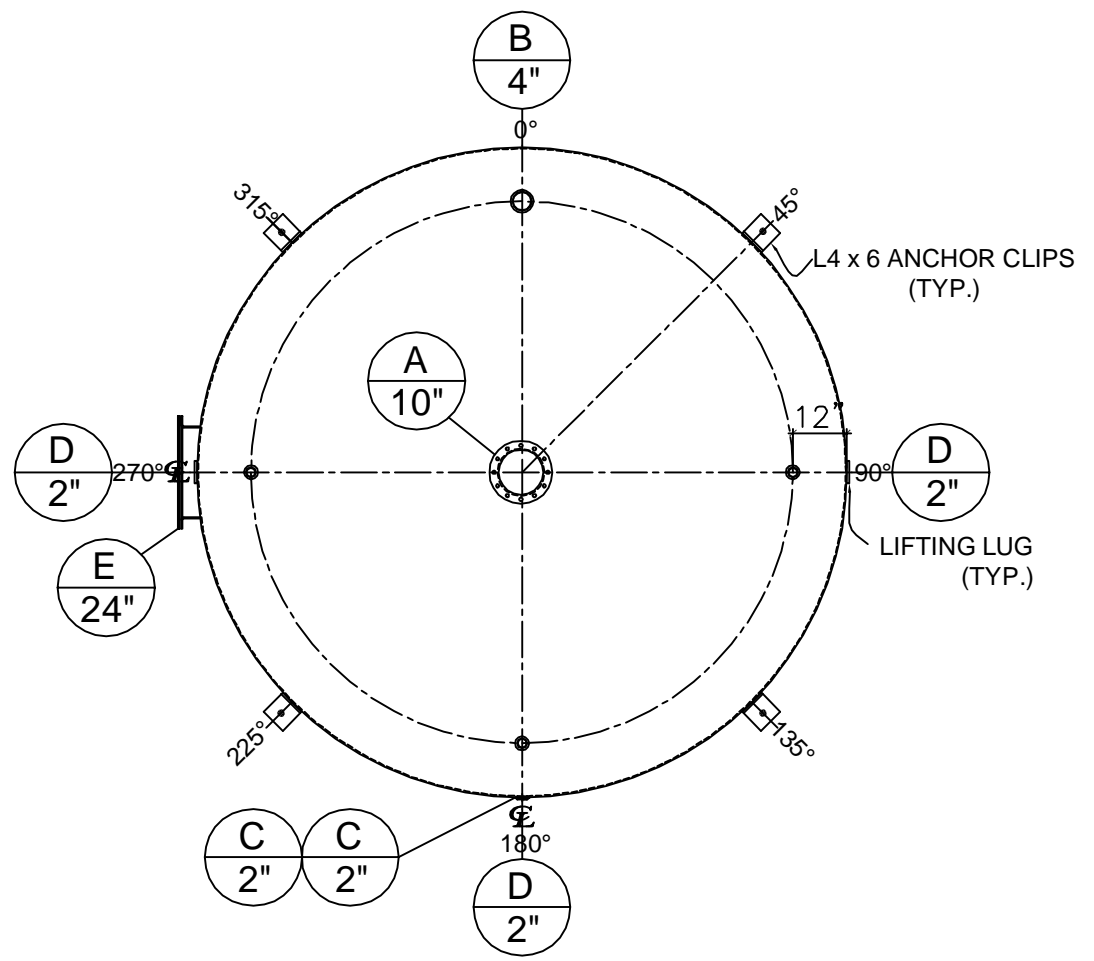 B
4"
0°
315°
45°
L4 x 6 ANCHOR CLIPS
(TYP.)
A
10"
12"
D
2"
270°
℄
90°
D
2"
E
24"
LIFTING LUG
(TYP.)
225°
135°
℄
180°
C
2"
C
2"
D
2"